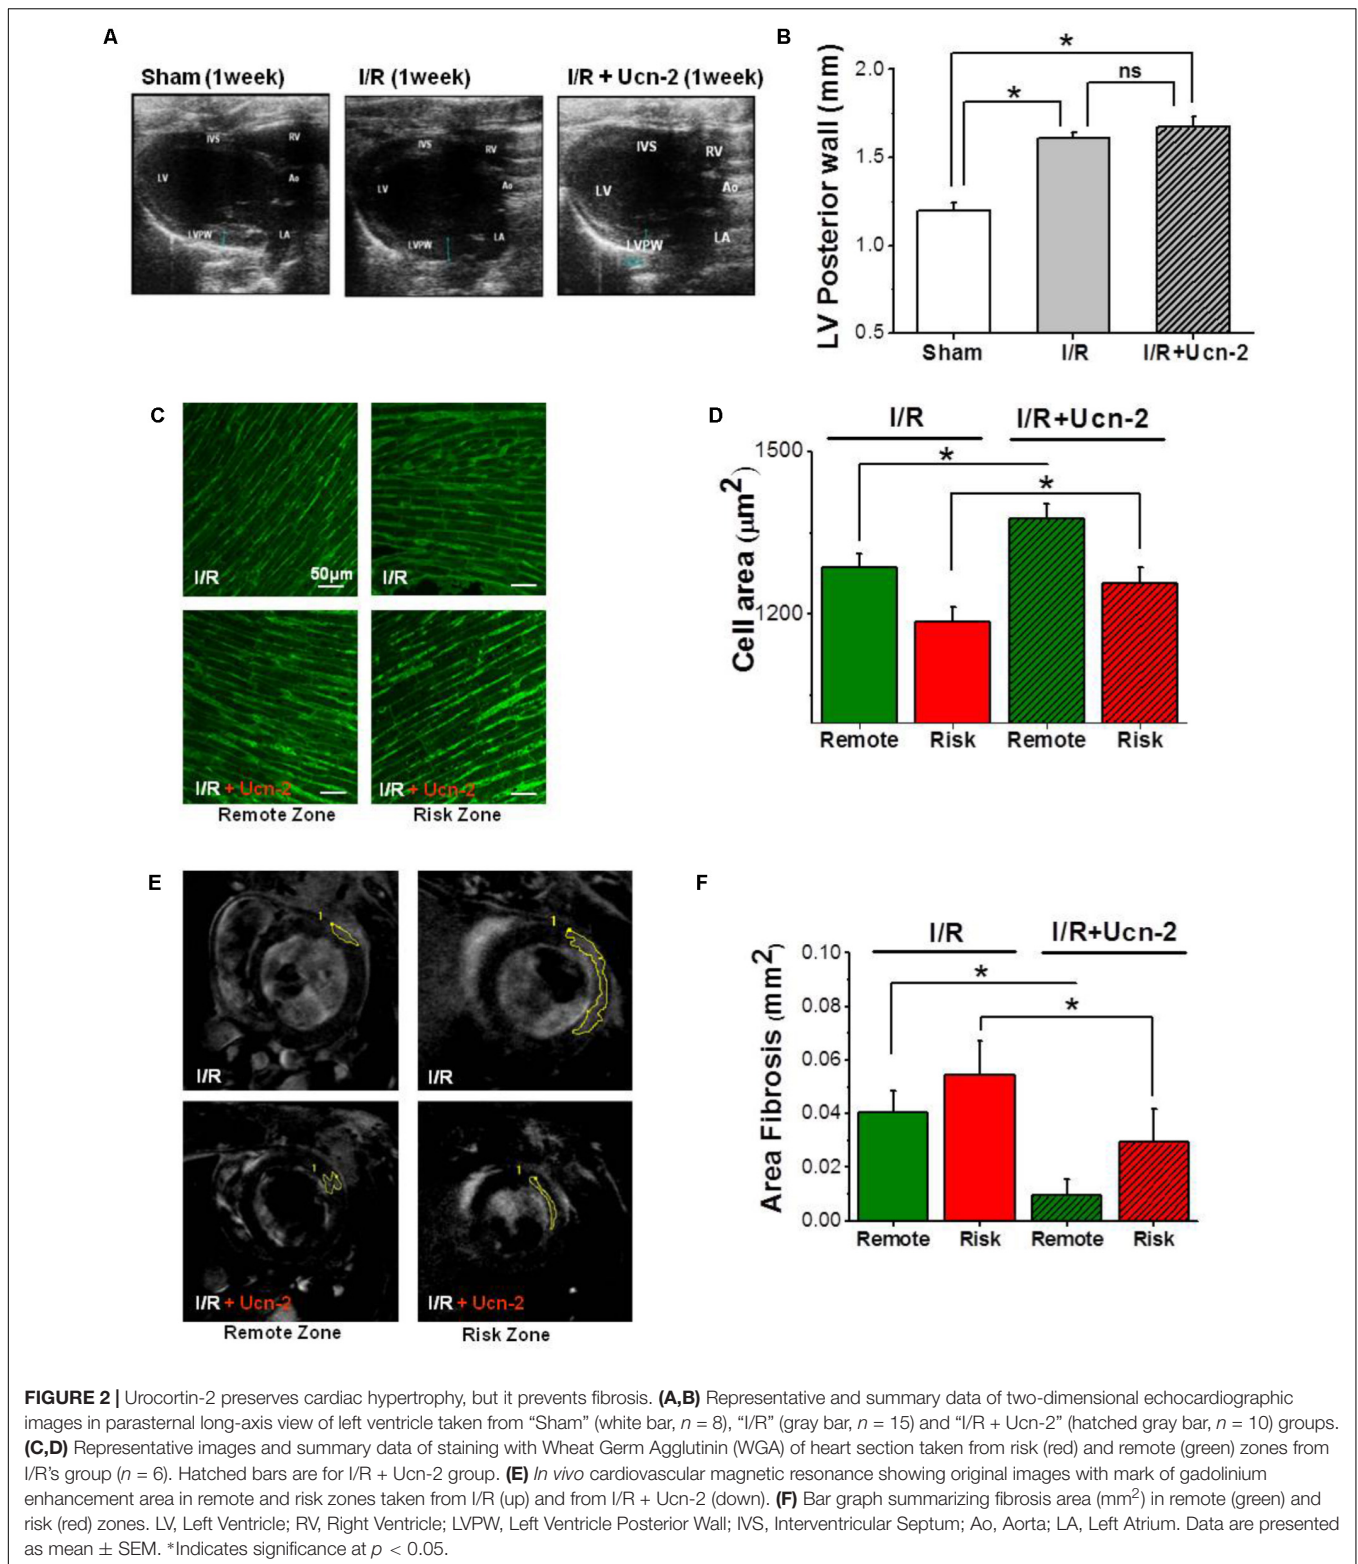 A
Sham (1week)
I/R (1week)
I/R + Ucn-2 (1week)
IVS
RV
LV
Ao
LVPW
LA
IVS
RV
LV
Ao
LVPW
LA
IVS
RV
LV
Ao
LVPW
LA
B
LV Posterior wall (mm)
2.0
1.5
1.0
0.5
*
*
ns
Sham
I/R
I/R+Ucn-2
C
I/R
50µm
I/R
I/R + Ucn-2
I/R + Ucn-2
Remote Zone
Risk Zone
D
I/R
I/R+Ucn-2
Cell area (µm²)
1500
1200
*
*
Remote
Risk
Remote
Risk
E
1
I/R
1
I/R
1
I/R + Ucn-2
1
I/R + Ucn-2
Remote Zone
Risk Zone
F
I/R
I/R+Ucn-2
Area Fibrosis (mm²)
0.10
0.08
0.06
0.04
0.02
0.00
*
*
Remote
Risk
Remote
Risk
FIGURE 2 | Urocortin-2 preserves cardiac hypertrophy, but it prevents fibrosis. (A,B) Representative and summary data of two-dimensional echocardiographic
images in parasternal long-axis view of left ventricle taken from “Sham” (white bar, n = 8), “I/R” (gray bar, n = 15) and “I/R + Ucn-2” (hatched gray bar, n = 10) groups.
(C,D) Representative images and summary data of staining with Wheat Germ Agglutinin (WGA) of heart section taken from risk (red) and remote (green) zones from
I/R’s group (n = 6). Hatched bars are for I/R + Ucn-2 group. (E) In vivo cardiovascular magnetic resonance showing original images with mark of gadolinium
enhancement area in remote and risk zones taken from I/R (up) and from I/R + Ucn-2 (down). (F) Bar graph summarizing fibrosis area (mm²) in remote (green) and
risk (red) zones. LV, Left Ventricle; RV, Right Ventricle; LVPW, Left Ventricle Posterior Wall; IVS, Interventricular Septum; Ao, Aorta; LA, Left Atrium. Data are presented
as mean ± SEM. *Indicates significance at p < 0.05.